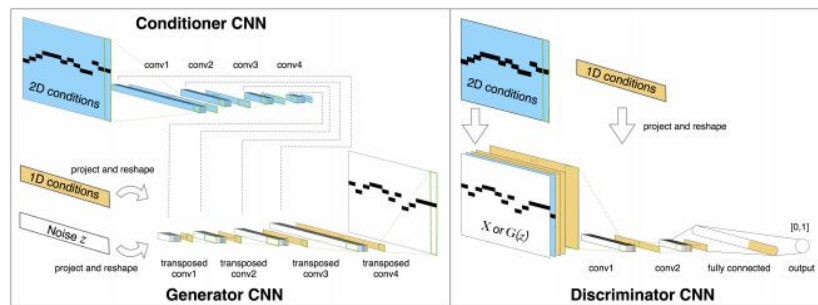 Conditioner CNN
conv1 conv2 conv3 conv4
2D conditions
project and reshape
1D conditions
Noise z
project and reshape
transposed conv1
transposed conv2
transposed conv3
transposed conv4
Generator CNN
2D conditions
1D conditions
project and reshape
X or G(z)
[0,1]
conv1 conv2 fully connected output
Discriminator CNN